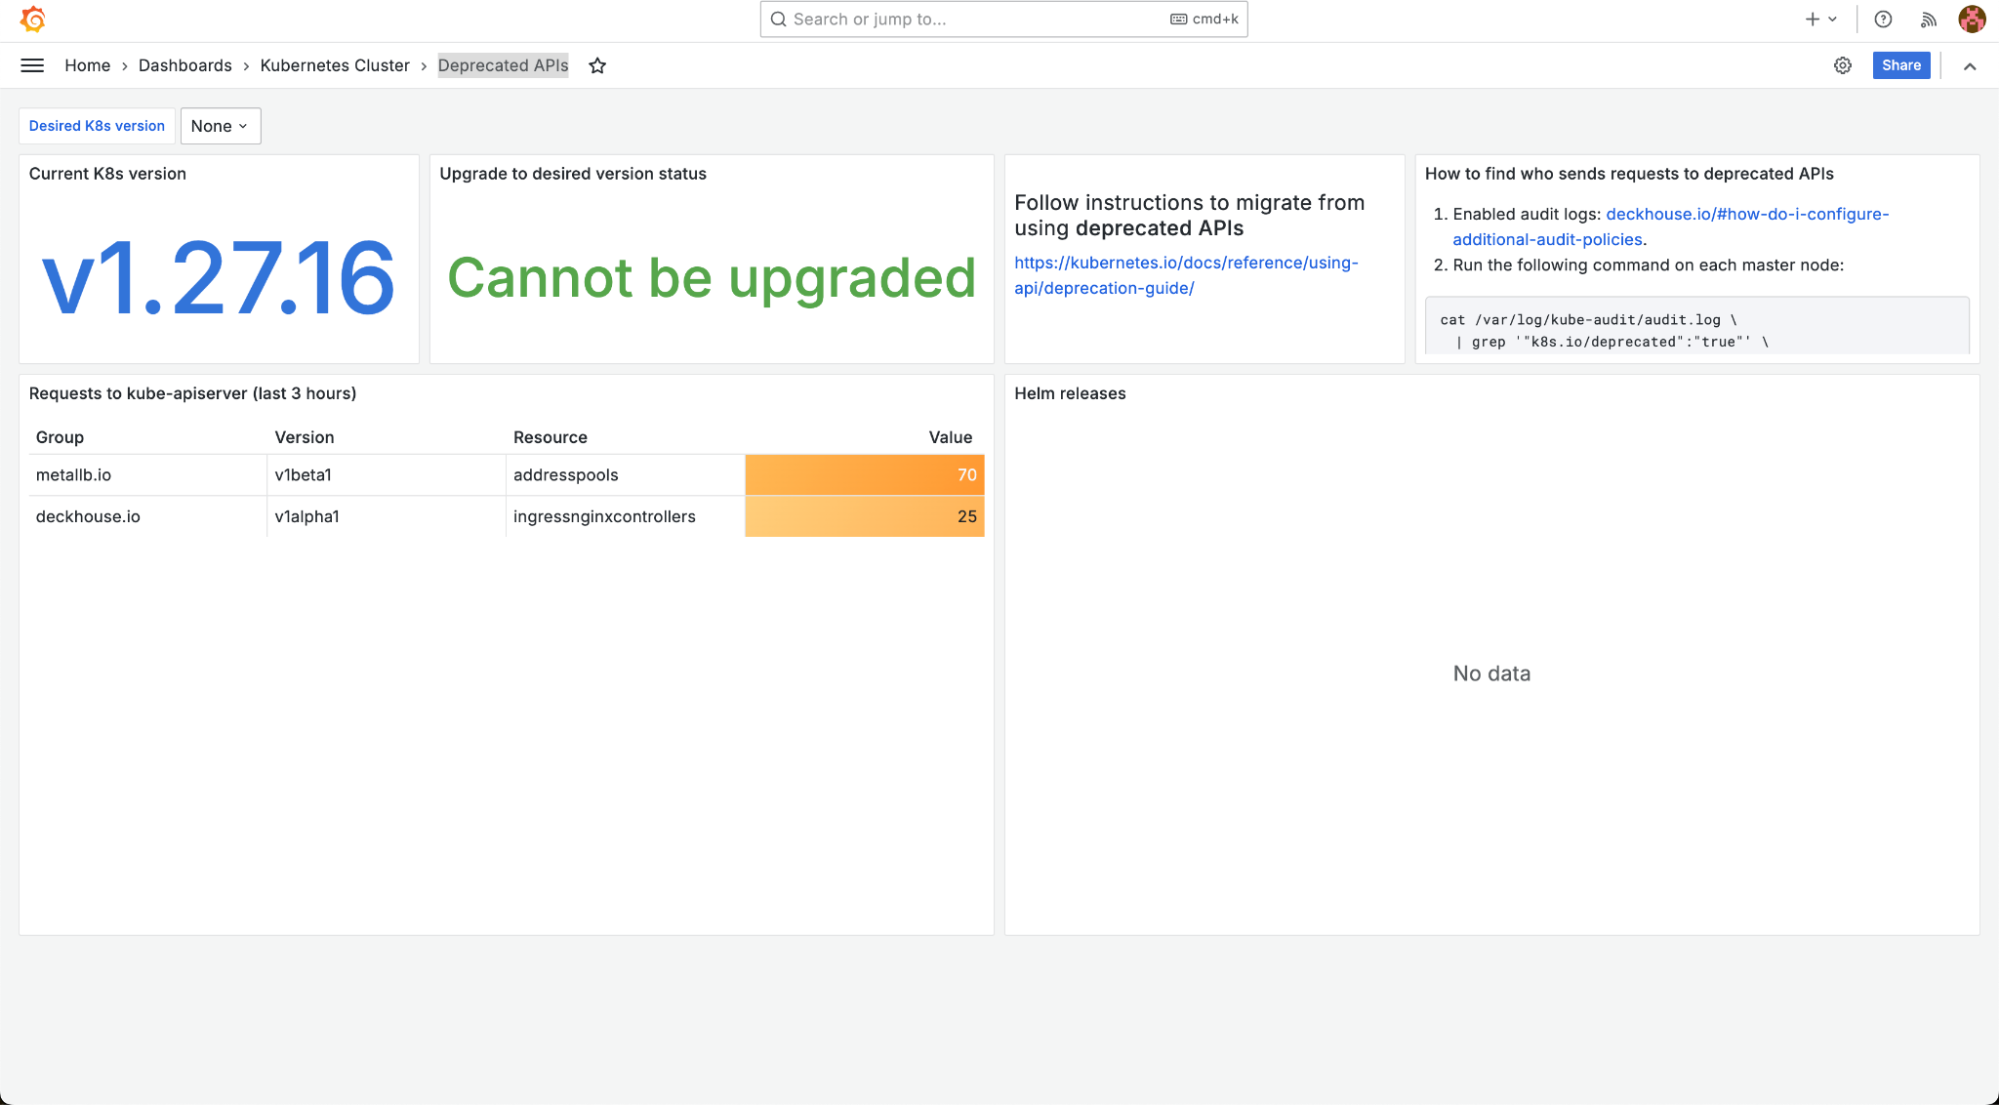 Search or jump to...
cmd+k
Home › Dashboards › Kubernetes Cluster › Deprecated APIs
Share
Desired K8s version
None
Current K8s version
v1.27.16
Upgrade to desired version status
Cannot be upgraded
Follow instructions to migrate from
using deprecated APIs
https://kubernetes.io/docs/reference/using-
api/deprecation-guide/
How to find who sends requests to deprecated APIs
1. Enabled audit logs: deckhouse.io/#how-do-i-configure-
additional-audit-policies.
2. Run the following command on each master node:
cat /var/log/kube-audit/audit.log \
| grep '"k8s.io/deprecated":"true"' \
Requests to kube-apiserver (last 3 hours)
Group Version Resource Value
metallb.io v1beta1 addresspools 70
deckhouse.io v1alpha1 ingressnginxcontrollers 25
Helm releases
No data